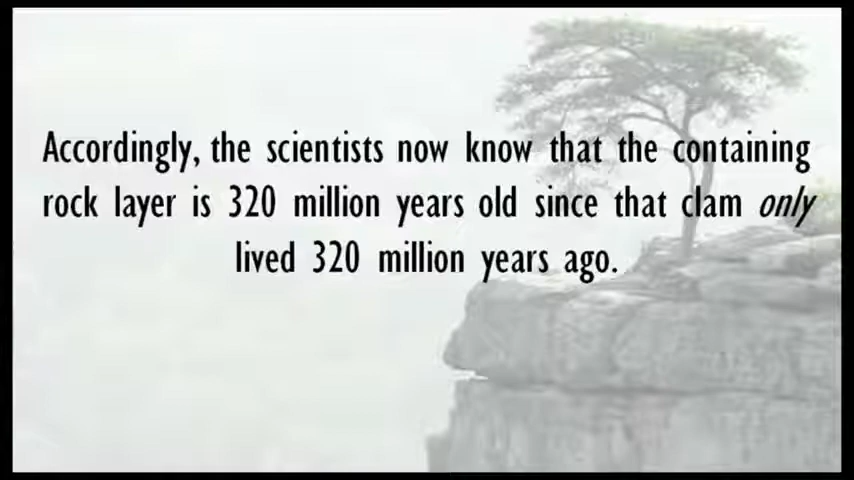 Accordingly, the scientists now know that the containing
rock layer is 320 million years old since that clam only
lived 320 million years ago.